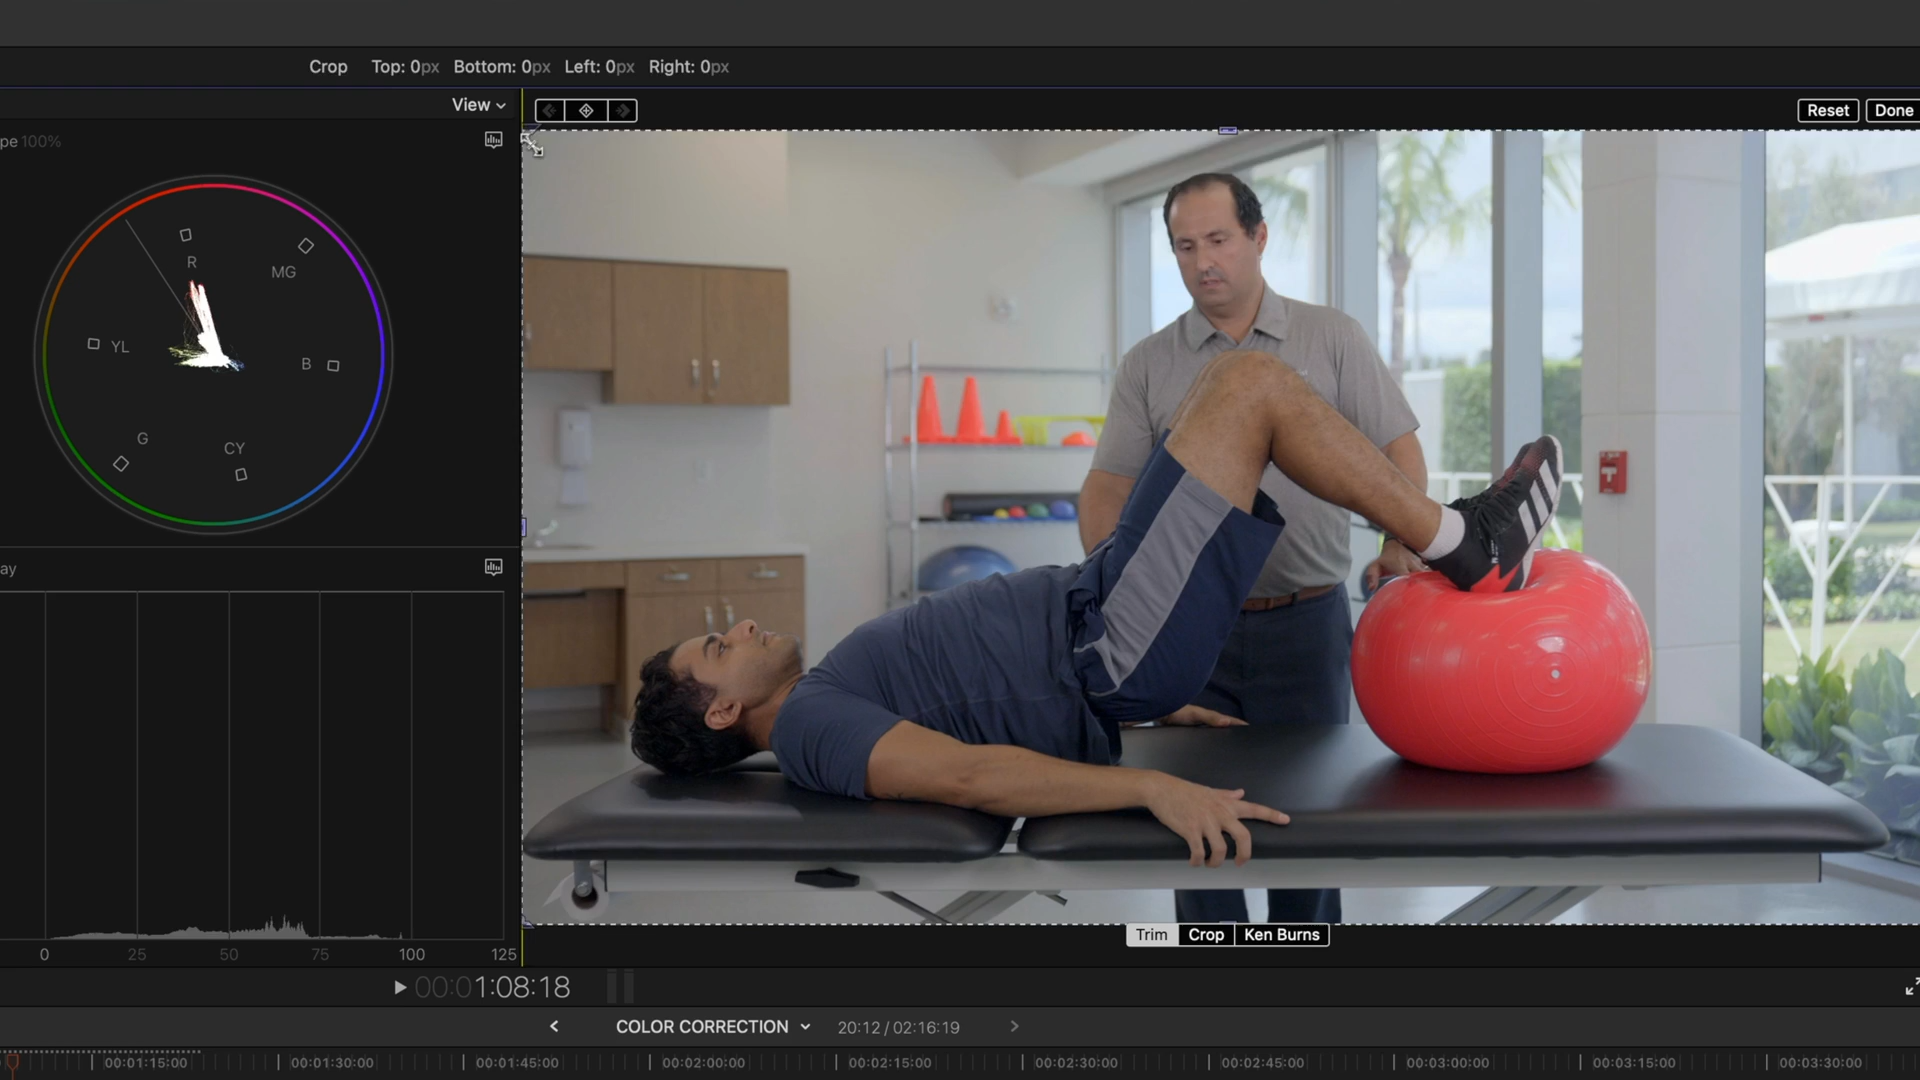 Crop Top: 0px Bottom: 0px Left: 0px Right: 0px
View
Reset Done
pe 100%
R
MG
YL
B
G
CY
ay
0 25 50 75 100 125
Trim Crop Ken Burns
00:01:08:18
COLOR CORRECTION 20:12 / 02:16:19
00:01:15:00 00:01:30:00 00:01:45:00 00:02:00:00 00:02:15:00 00:02:30:00 00:02:45:00 00:03:00:00 00:03:15:00 00:03:30:00